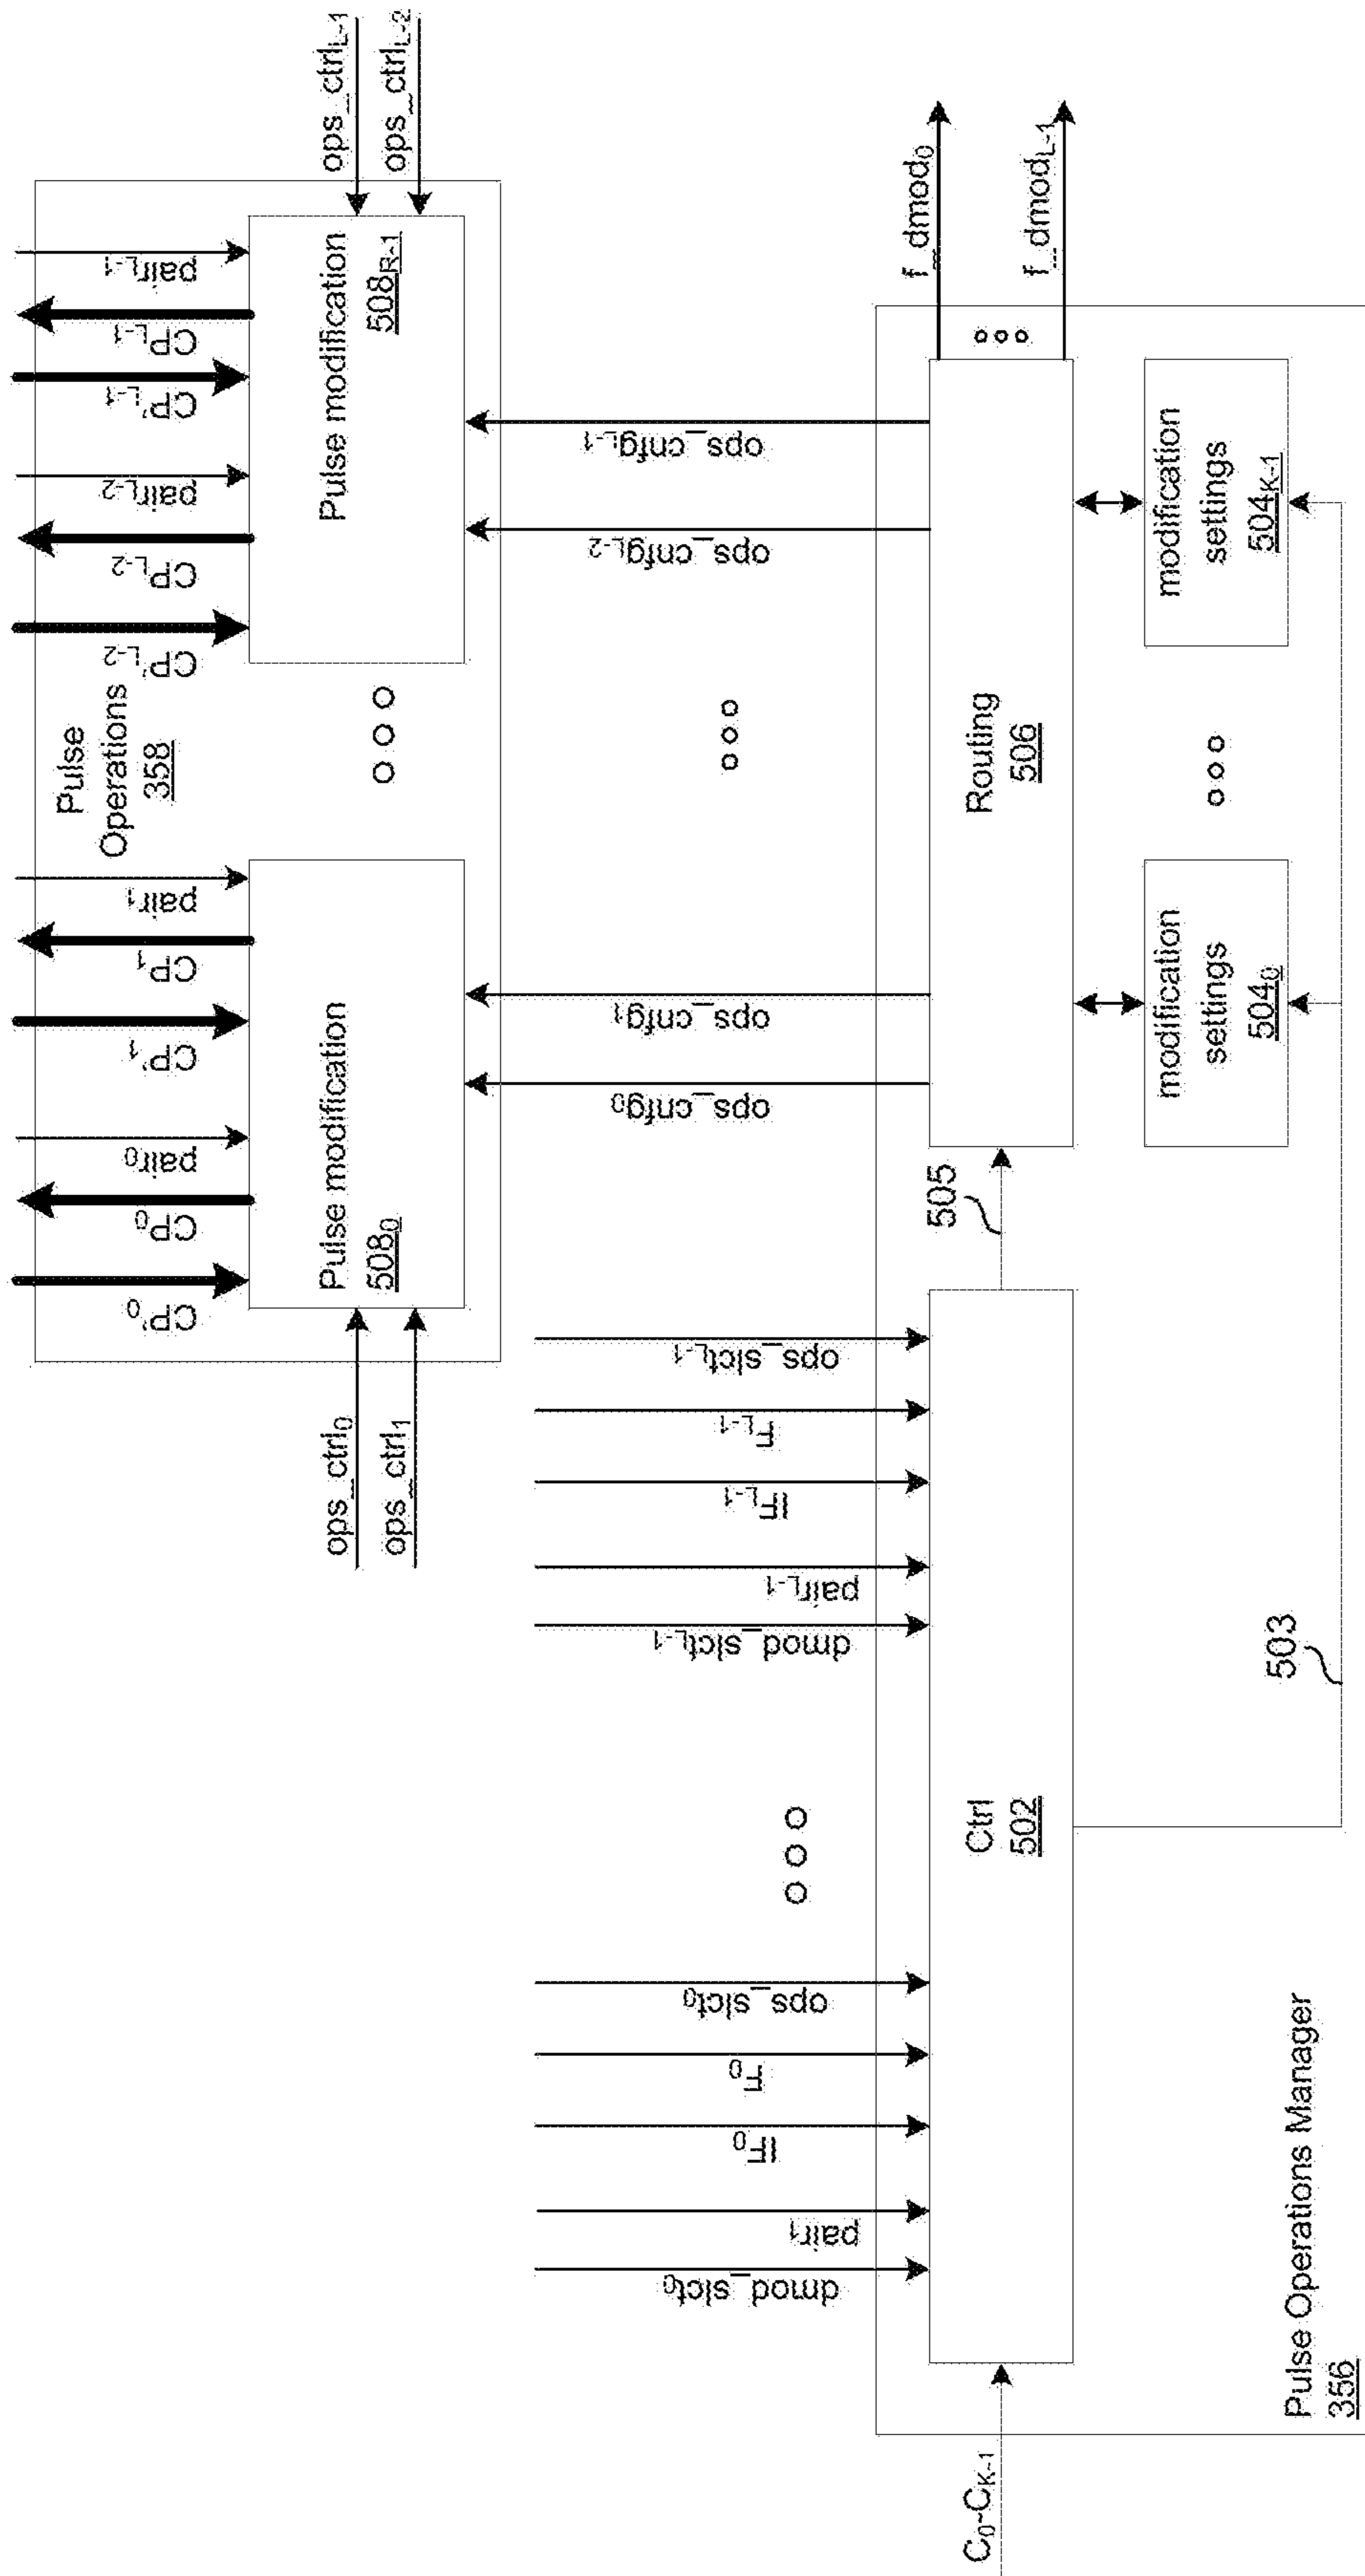 Pulse
Operations
358
CP'₀
CP₀
pair₀
CP'₁
CP₁
pair₁
CP'L-2
CPL-2
pairL-2
CP'L-1
CPL-1
pairL-1
ops_ctrl₀
ops_ctrl₁
Pulse modification
508₀
Pulse modification
508R-1
ops_ctrlL-1
ops_ctrlL-2
ops_cnfg₀
ops_cnfg₁
ops_cnfgL-2
ops_cnfgL-1
dmod_slct₀
pair₁
IF₀
F₀
ops_slct₀
dmod_slctL-1
pairL-1
IFL-1
FL-1
ops_slctL-1
C₀-CK-1
Ctrl
502
505
Routing
506
f_dmod₀
f_dmodL-1
503
modification
settings
504₀
modification
settings
504K-1
Pulse Operations Manager
356